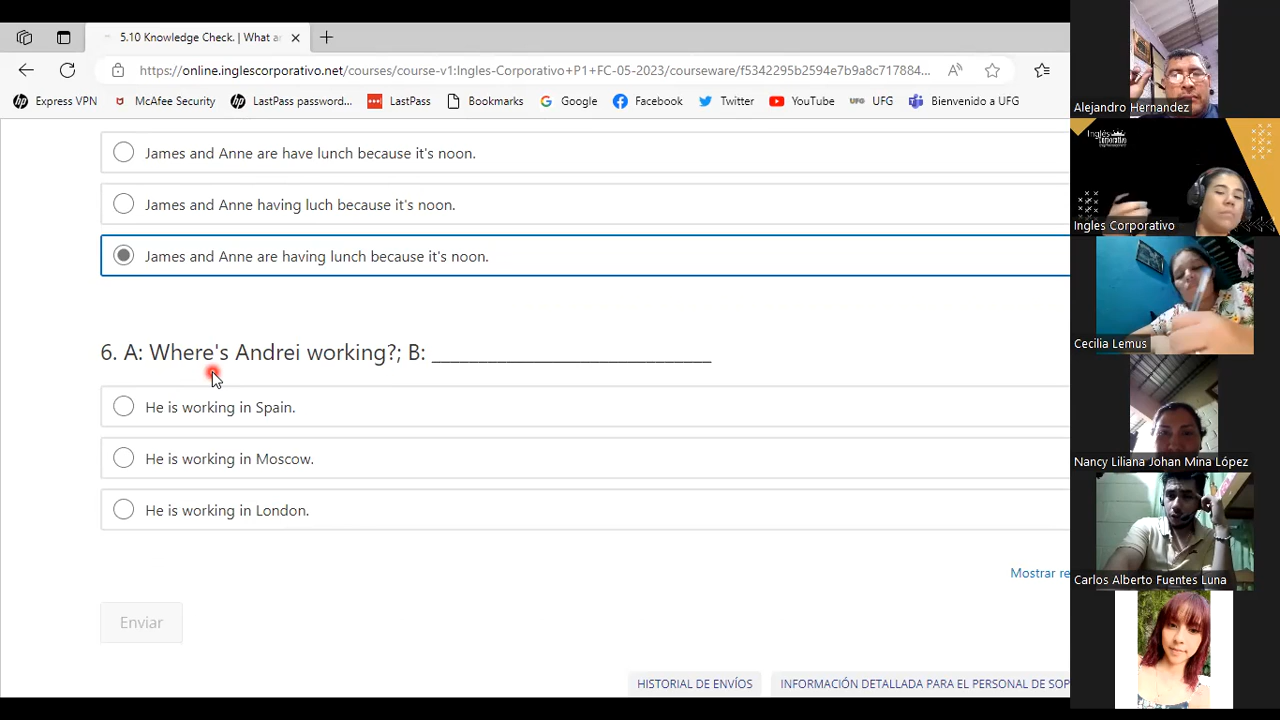 5.10 Knowledge Check. | What a
https://online.inglescorporativo.net/courses/course-v1:Ingles-Corporativo+P1+FC-05-2023/courseware/f5342295b2594e7b9a8c717884...
Express VPN
McAfee Security
LastPass password...
LastPass
Bookmarks
Google
Facebook
Twitter
YouTube
UFG
Bienvenido a UFG
James and Anne are have lunch because it's noon.
James and Anne having luch because it's noon.
James and Anne are having lunch because it's noon.
6. A: Where's Andrei working?; B: ______________________________
He is working in Spain.
He is working in Moscow.
He is working in London.
Mostrar re
Enviar
HISTORIAL DE ENVÍOS
INFORMACIÓN DETALLADA PARA EL PERSONAL DE SOP
Alejandro Hernandez
Inglés
Corporativo
Ingles Corporativo
Cecilia Lemus
Nancy Liliana Johan Mina López
Carlos Alberto Fuentes Luna